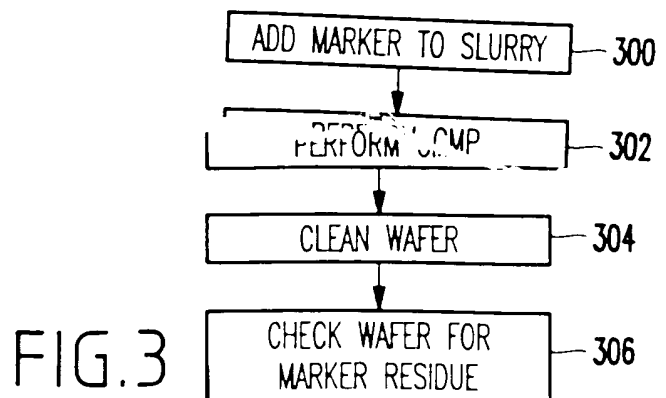 ADD MARKER TO SLURRY
300
PERFORM CMP
302
CLEAN WAFER
304
CHECK WAFER FOR
MARKER RESIDUE
306
FIG.3